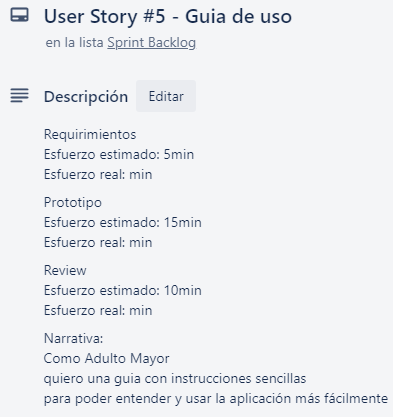 User Story #5 - Guia de uso
en la lista Sprint Backlog
Descripción Editar
Requirimientos
Esfuerzo estimado: 5min
Esfuerzo real: min
Prototipo
Esfuerzo estimado: 15min
Esfuerzo real: min
Review
Esfuerzo estimado: 10min
Esfuerzo real: min
Narrativa:
Como Adulto Mayor
quiero una guia con instrucciones sencillas
para poder entender y usar la aplicación más fácilmente